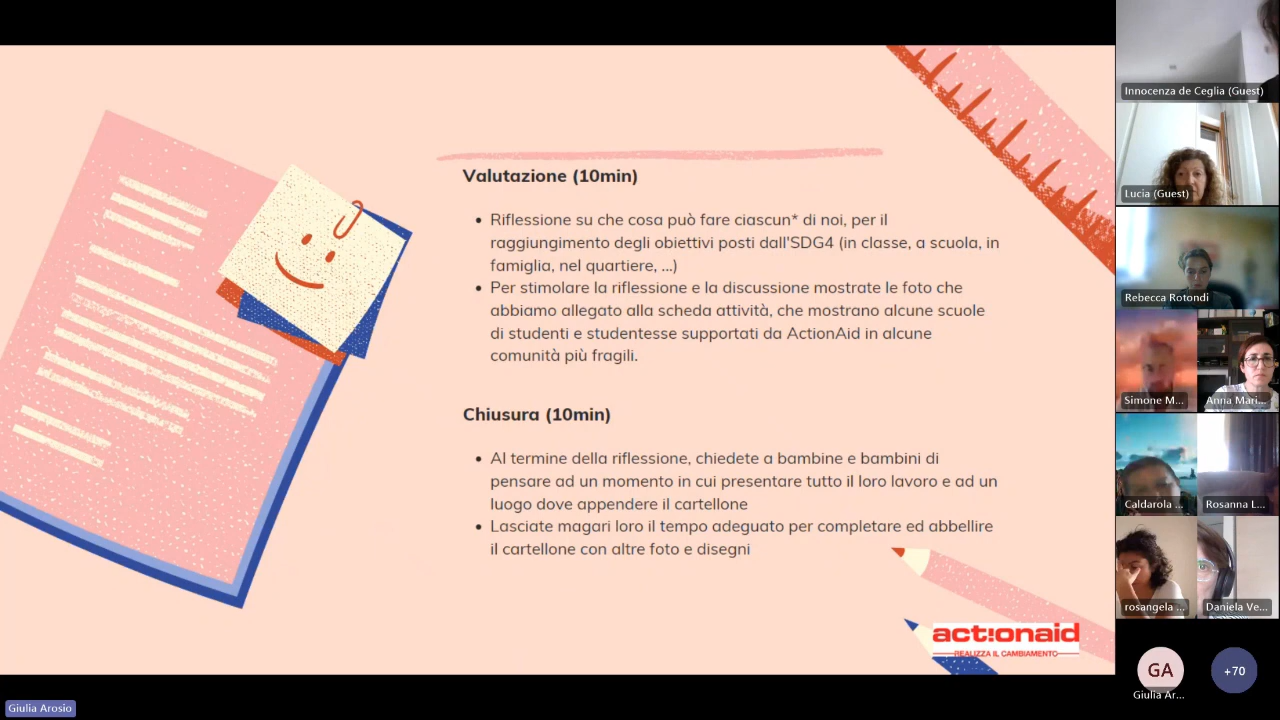 Valutazione (10min)
Riflessione su che cosa può fare ciascun* di noi, per il
raggiungimento degli obiettivi posti dall'SDG4 (in classe, a scuola, in
famiglia, nel quartiere, ...)
Per stimolare la riflessione e la discussione mostrate le foto che
abbiamo allegato alla scheda attività, che mostrano alcune scuole
di studenti e studentesse supportati da ActionAid in alcune
comunità più fragili.
Chiusura (10min)
Al termine della riflessione, chiedete a bambine e bambini di
pensare ad un momento in cui presentare tutto il loro lavoro e ad un
luogo dove appendere il cartellone
Lasciate magari loro il tempo adeguato per completare ed abbellire
il cartellone con altre foto e disegni
act!onaid
REALIZZA IL CAMBIAMENTO
Giulia Arosio
Innocenza de Ceglia (Guest)
Lucia (Guest)
Rebecca Rotondi
Simone M...
Anna Mari...
Caldarola ...
Rosanna L...
rosangela ...
Daniela Ve...
GA
Giulia Ar...
+70